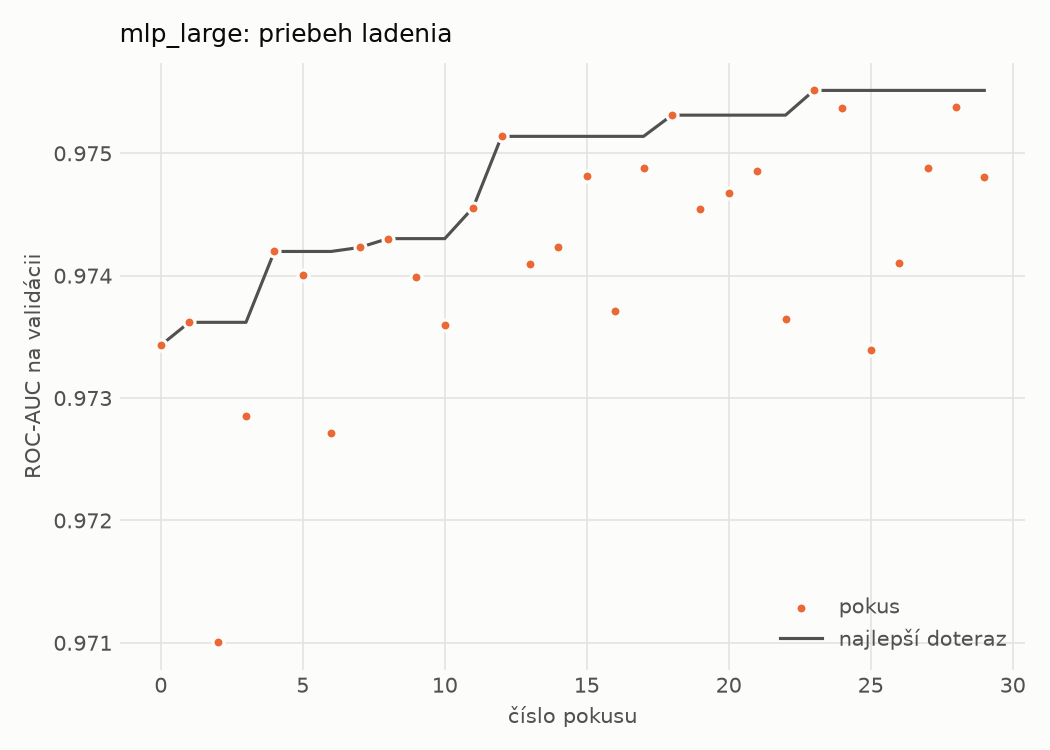 mlp_large: priebeh ladenia
ROC-AUC na validácii
0.975
0.974
0.973
0.972
0.971
0 5 10 15 20 25 30
číslo pokusu
pokus
najlepší doteraz